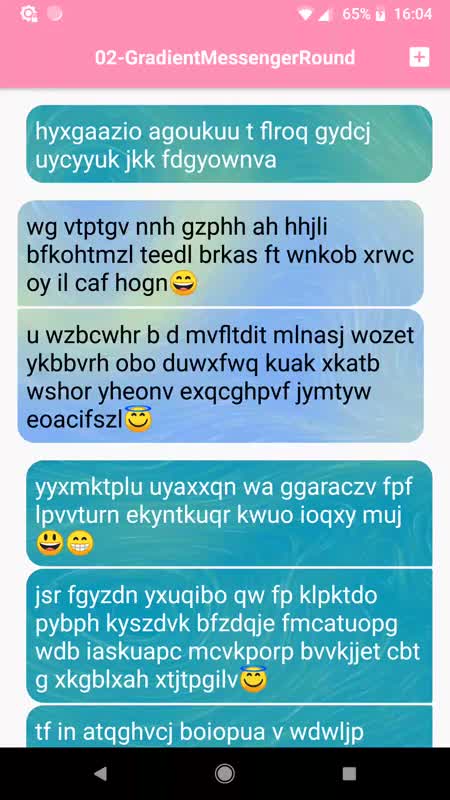 65% 16:04
02-GradientMessengerRound
hyxgaazio agoukuu t flroq gydcj
uycyyuk jkk fdgyownva
wg vtptgv nnh gzphh ah hhjli
bfkohtmzl teedl brkas ft wnkob xrwc
oy il caf hogn😄
u wzbcwhr b d mvfltdit mlnasj wozet
ykbbvrh obo duwxfwq kuak xkatb
wshor yheonv exqcghpvf jymtyw
eoacifszl😇
yyxmktplu uyaxxqn wa ggaraczv fpf
lpvvturn ekyntkuqr kwuo ioqxy muj
😃😁
jsr fgyzdn yxuqibo qw fp klpktdo
pybph kyszdvk bfzdqje fmcatuopg
wdb iaskuapc mcvkporp bvvkjjet cbt
g xkgblxah xtjtpgilv😇
tf in atqghvcj boiopua v wdwljp